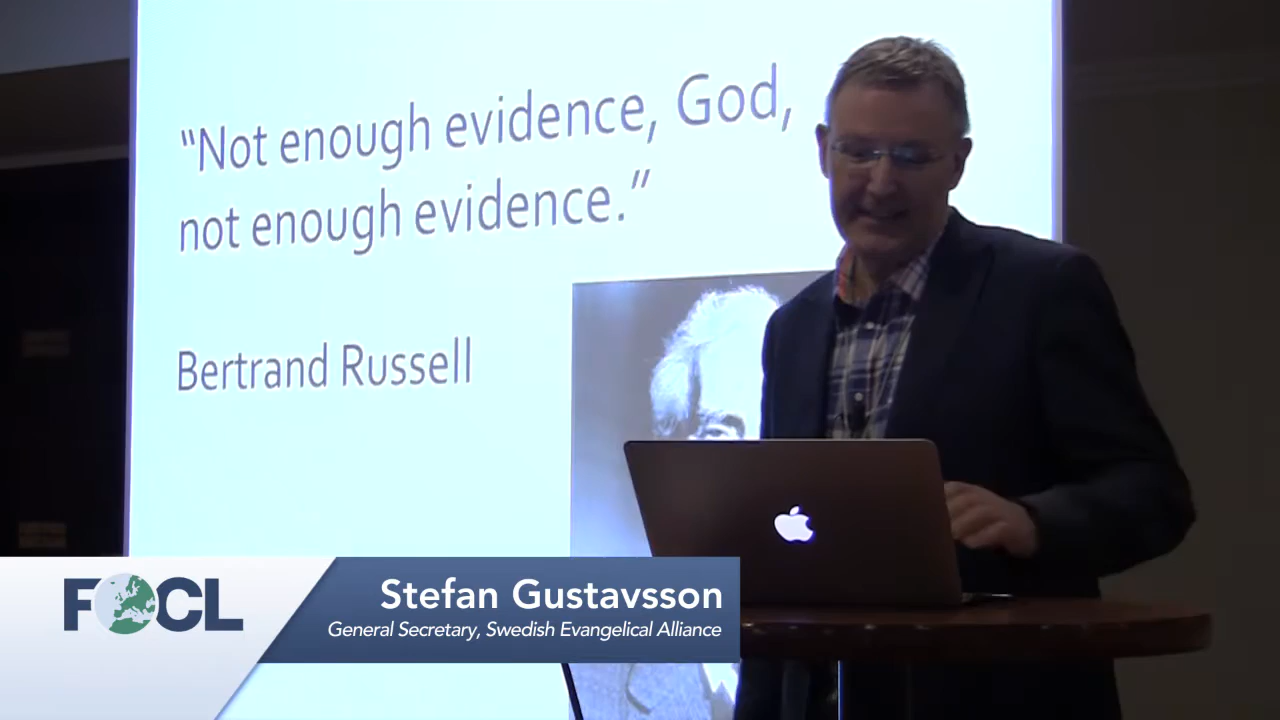 “Not enough evidence, God,
not enough evidence.”
Bertrand Russell
FOCL
Stefan Gustavsson
General Secretary, Swedish Evangelical Alliance